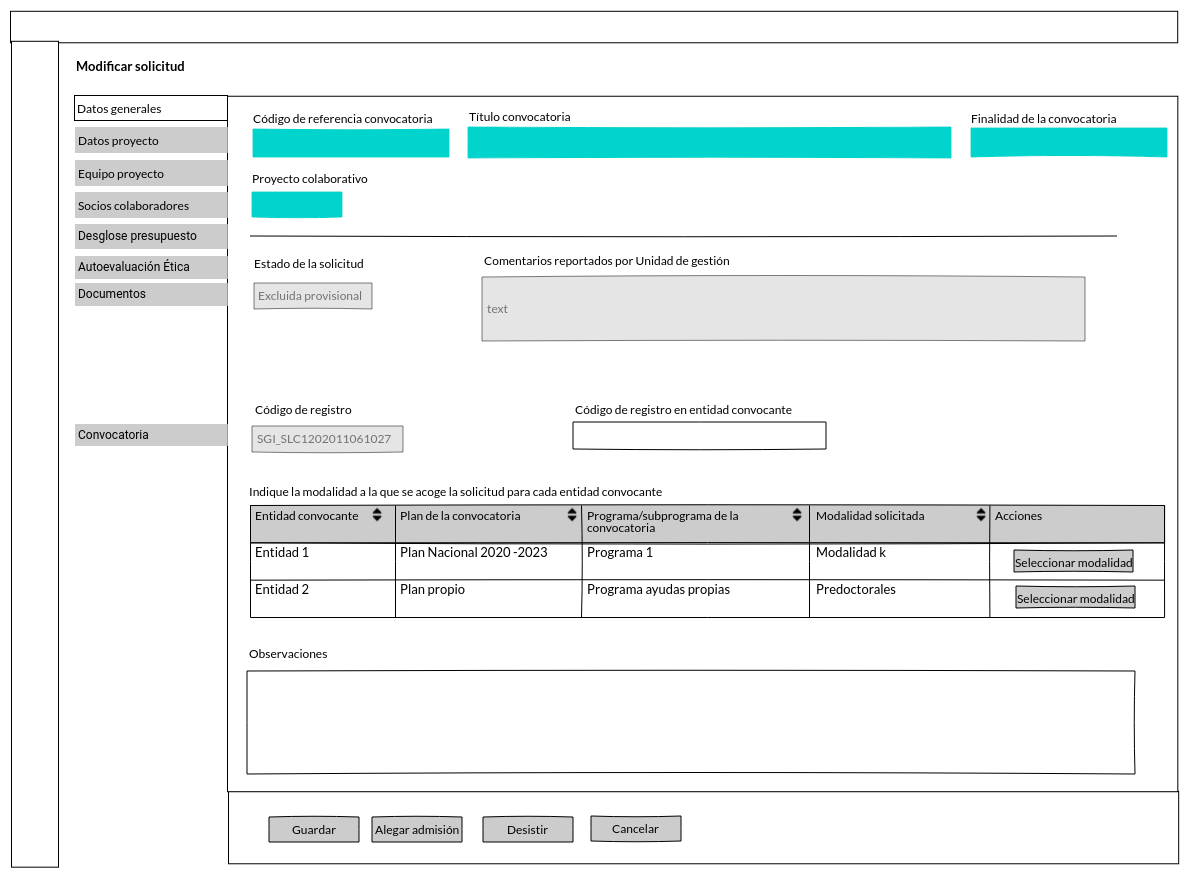 Modificar solicitud
Datos generales
Datos proyecto
Equipo proyecto
Socios colaboradores
Desglose presupuesto
Autoevaluación Ética
Documentos
Convocatoria
Código de referencia convocatoria
Título convocatoria
Finalidad de la convocatoria
Proyecto colaborativo
Estado de la solicitud
Excluida provisional
Comentarios reportados por Unidad de gestión
text
Código de registro
SGI_SLC1202011061027
Código de registro en entidad convocante
Indique la modalidad a la que se acoge la solicitud para cada entidad convocante
Entidad convocante
Plan de la convocatoria
Programa/subprograma de la
convocatoria
Modalidad solicitada
Acciones
Entidad 1
Plan Nacional 2020 -2023
Programa 1
Modalidad k
Seleccionar modalidad
Entidad 2
Plan propio
Programa ayudas propias
Predoctorales
Seleccionar modalidad
Observaciones
Guardar
Alegar admisión
Desistir
Cancelar